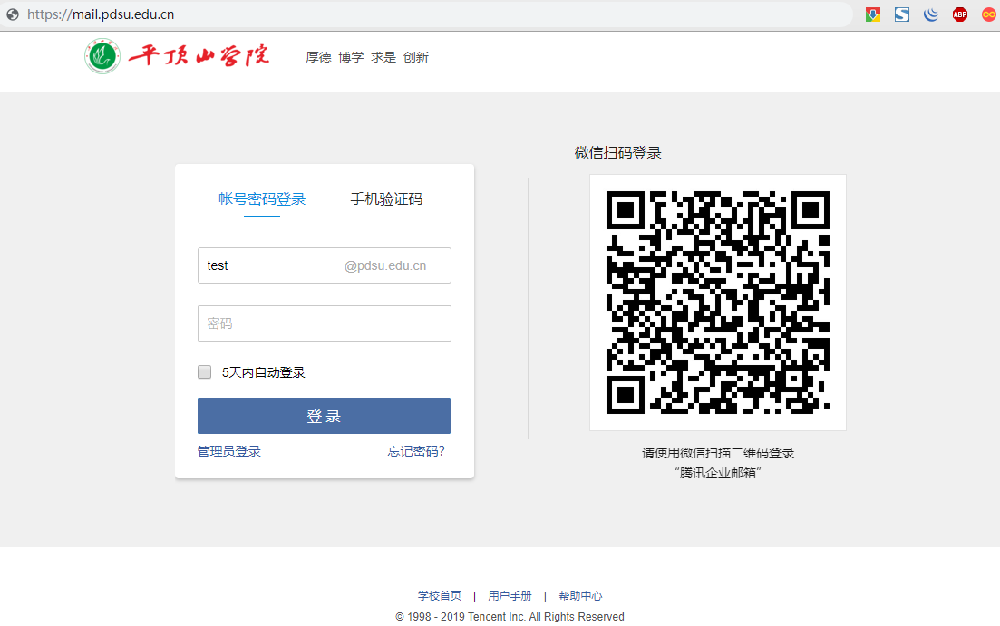 https://mail.pdsu.edu.cn
ABP
平顶山学院
厚德 博学 求是 创新
微信扫码登录
帐号密码登录 手机验证码
test @pdsu.edu.cn
密码
5天内自动登录
登 录
管理员登录 忘记密码?
请使用微信扫描二维码登录
“腾讯企业邮箱”
学校首页 | 用户手册 | 帮助中心
© 1998 - 2019 Tencent Inc. All Rights Reserved